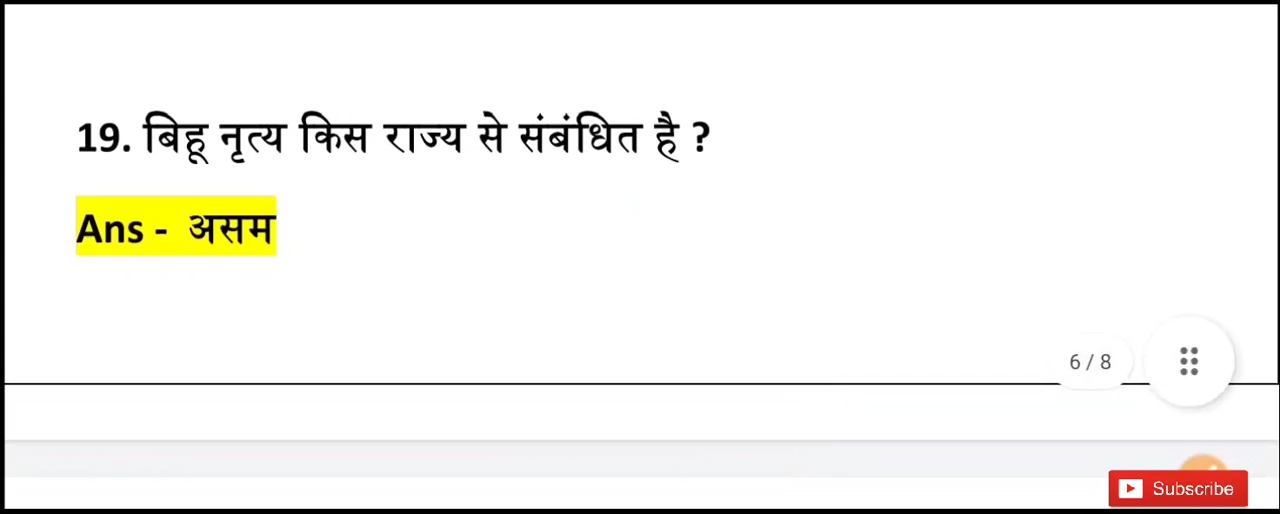 19. बिहू नृत्य किस राज्य से संबंधित है ?
Ans - असम
6 / 8
Subscribe